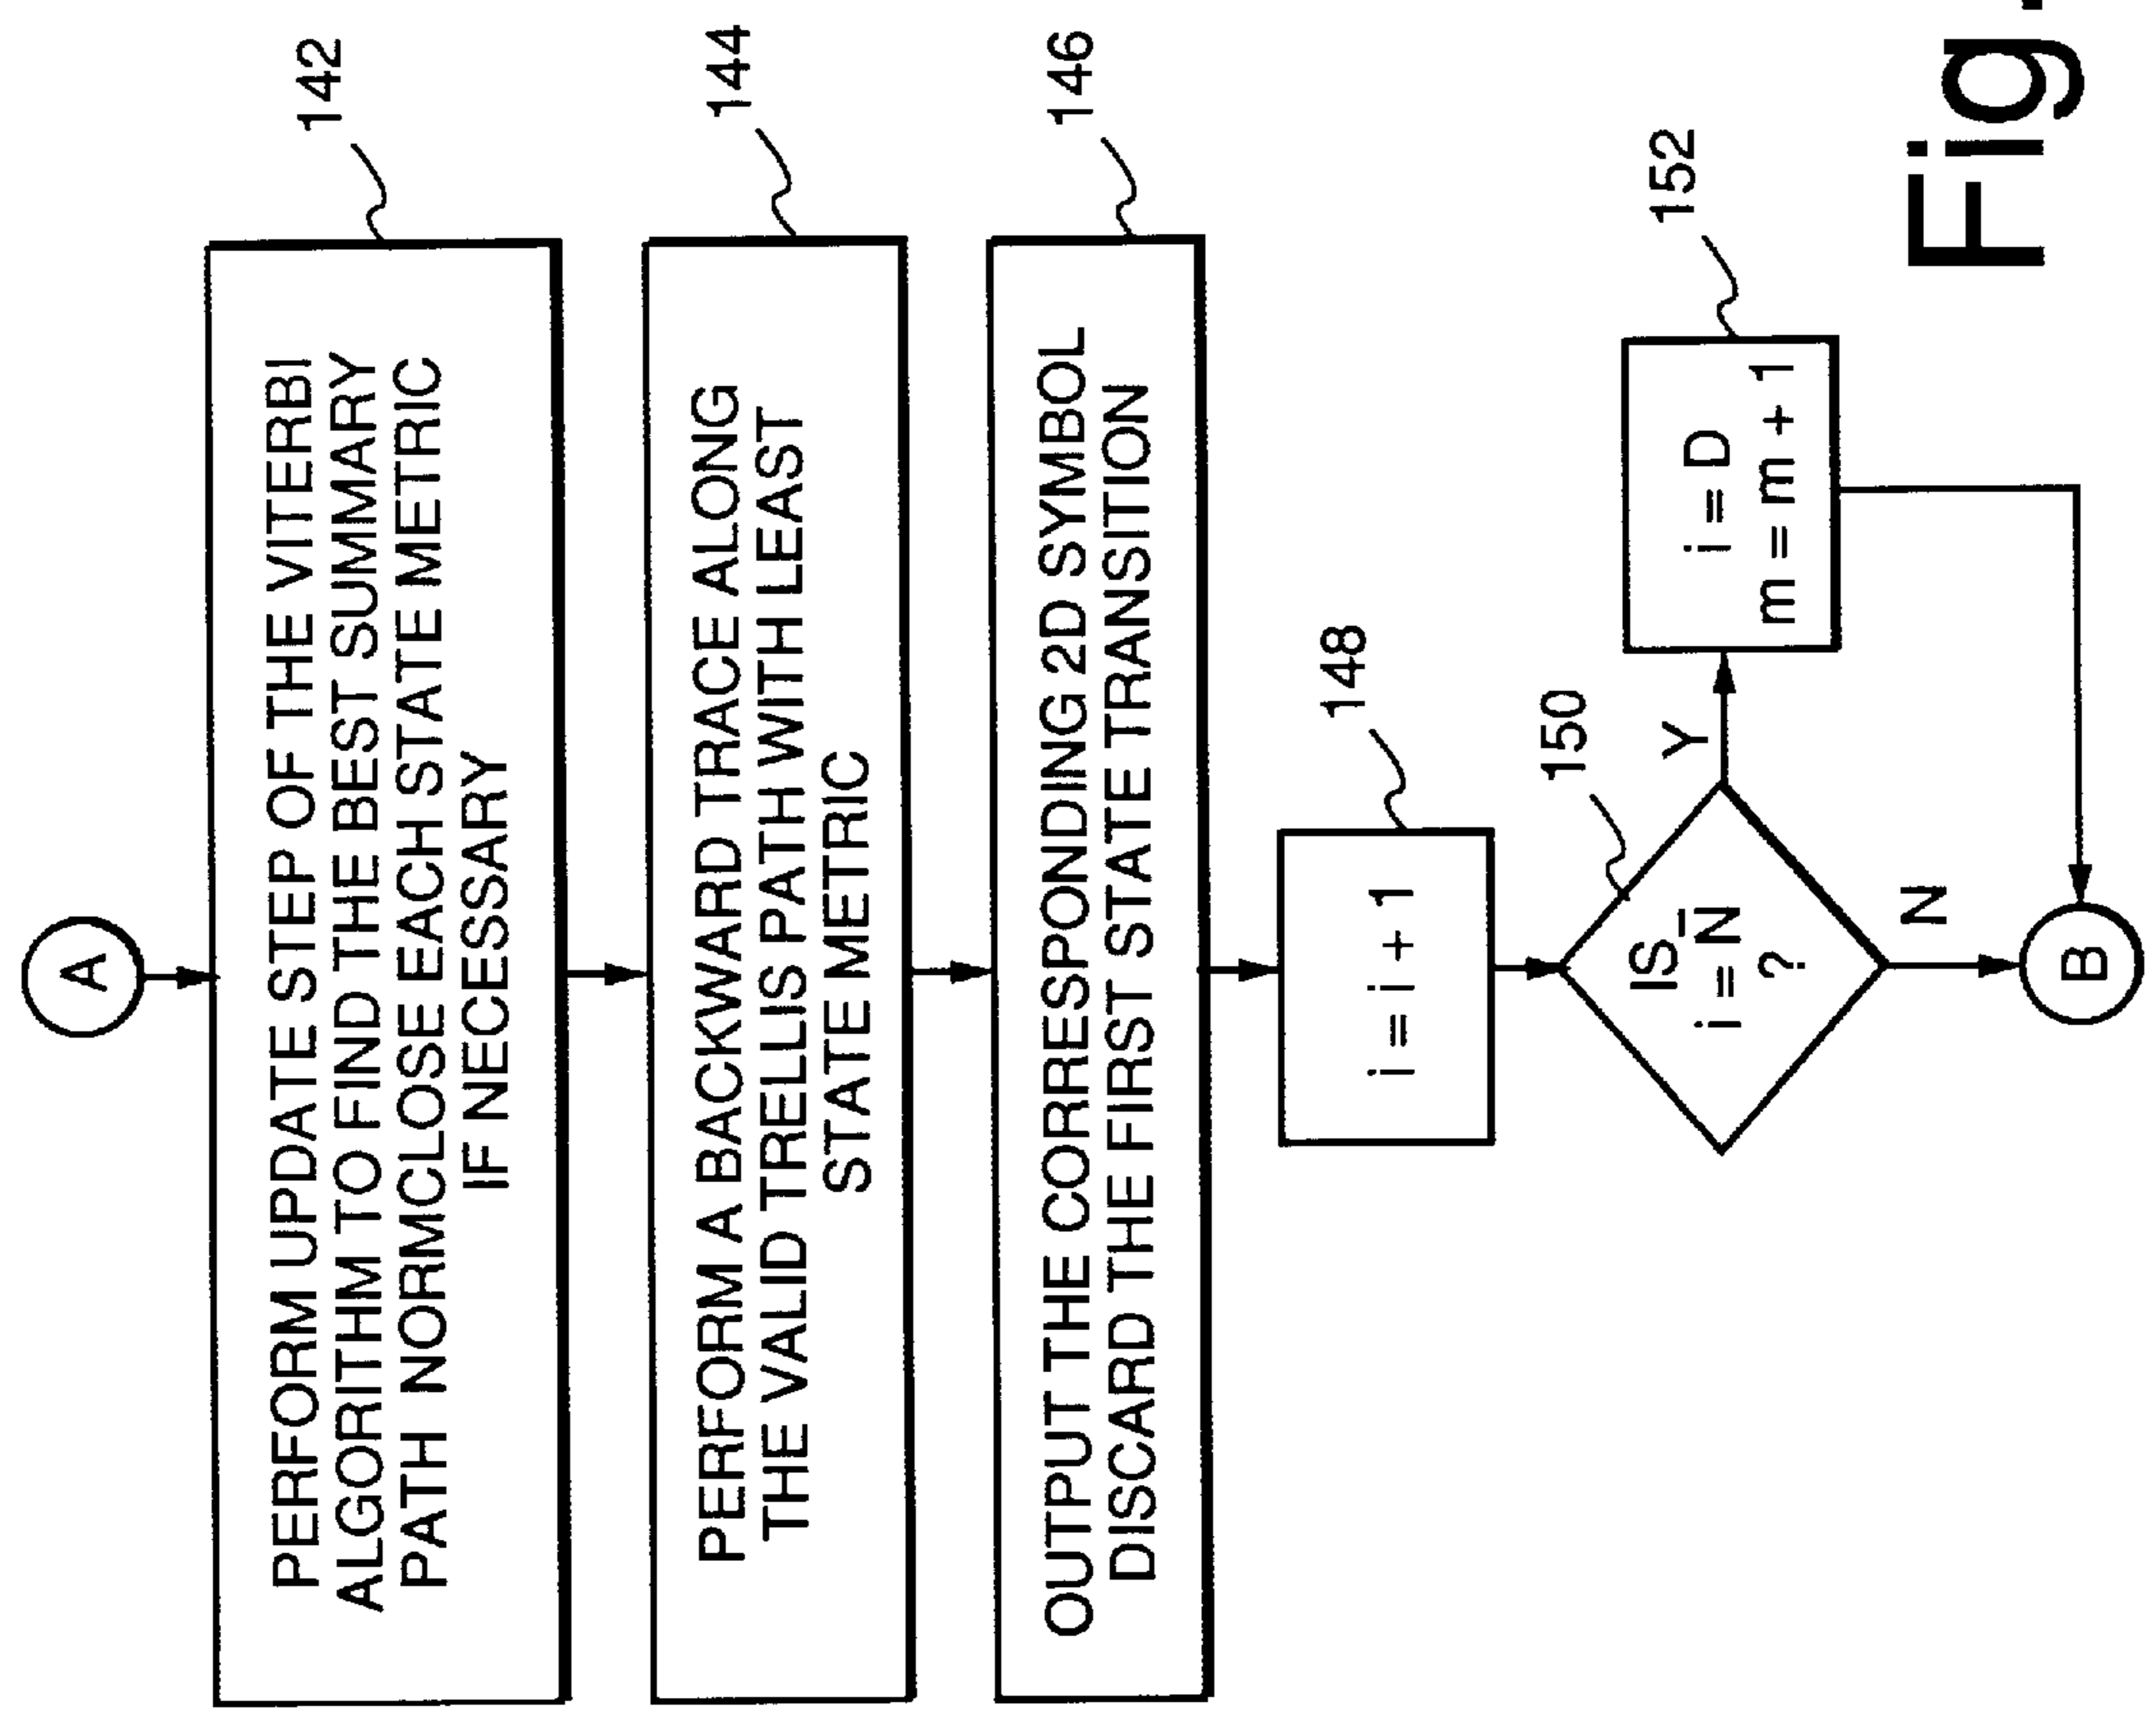 A
142
PERFORM UPDATE STEP OF THE VITERBI
ALGORITHM TO FIND THE BEST SUMMARY
PATH NORMCLOSE EACH STATE METRIC
IF NECESSARY
144
PERFORM A BACKWARD TRACE ALONG
THE VALID TRELLIS PATH WITH LEAST
STATE METRIC
146
OUTPUT THE CORRESPONDING 2D SYMBOL
DISCARD THE FIRST STATE TRANSITION
148
i = i + 1
150
IS
i = N̅
?
Y
N
152
i = D
m = m + 1
B
Fig.